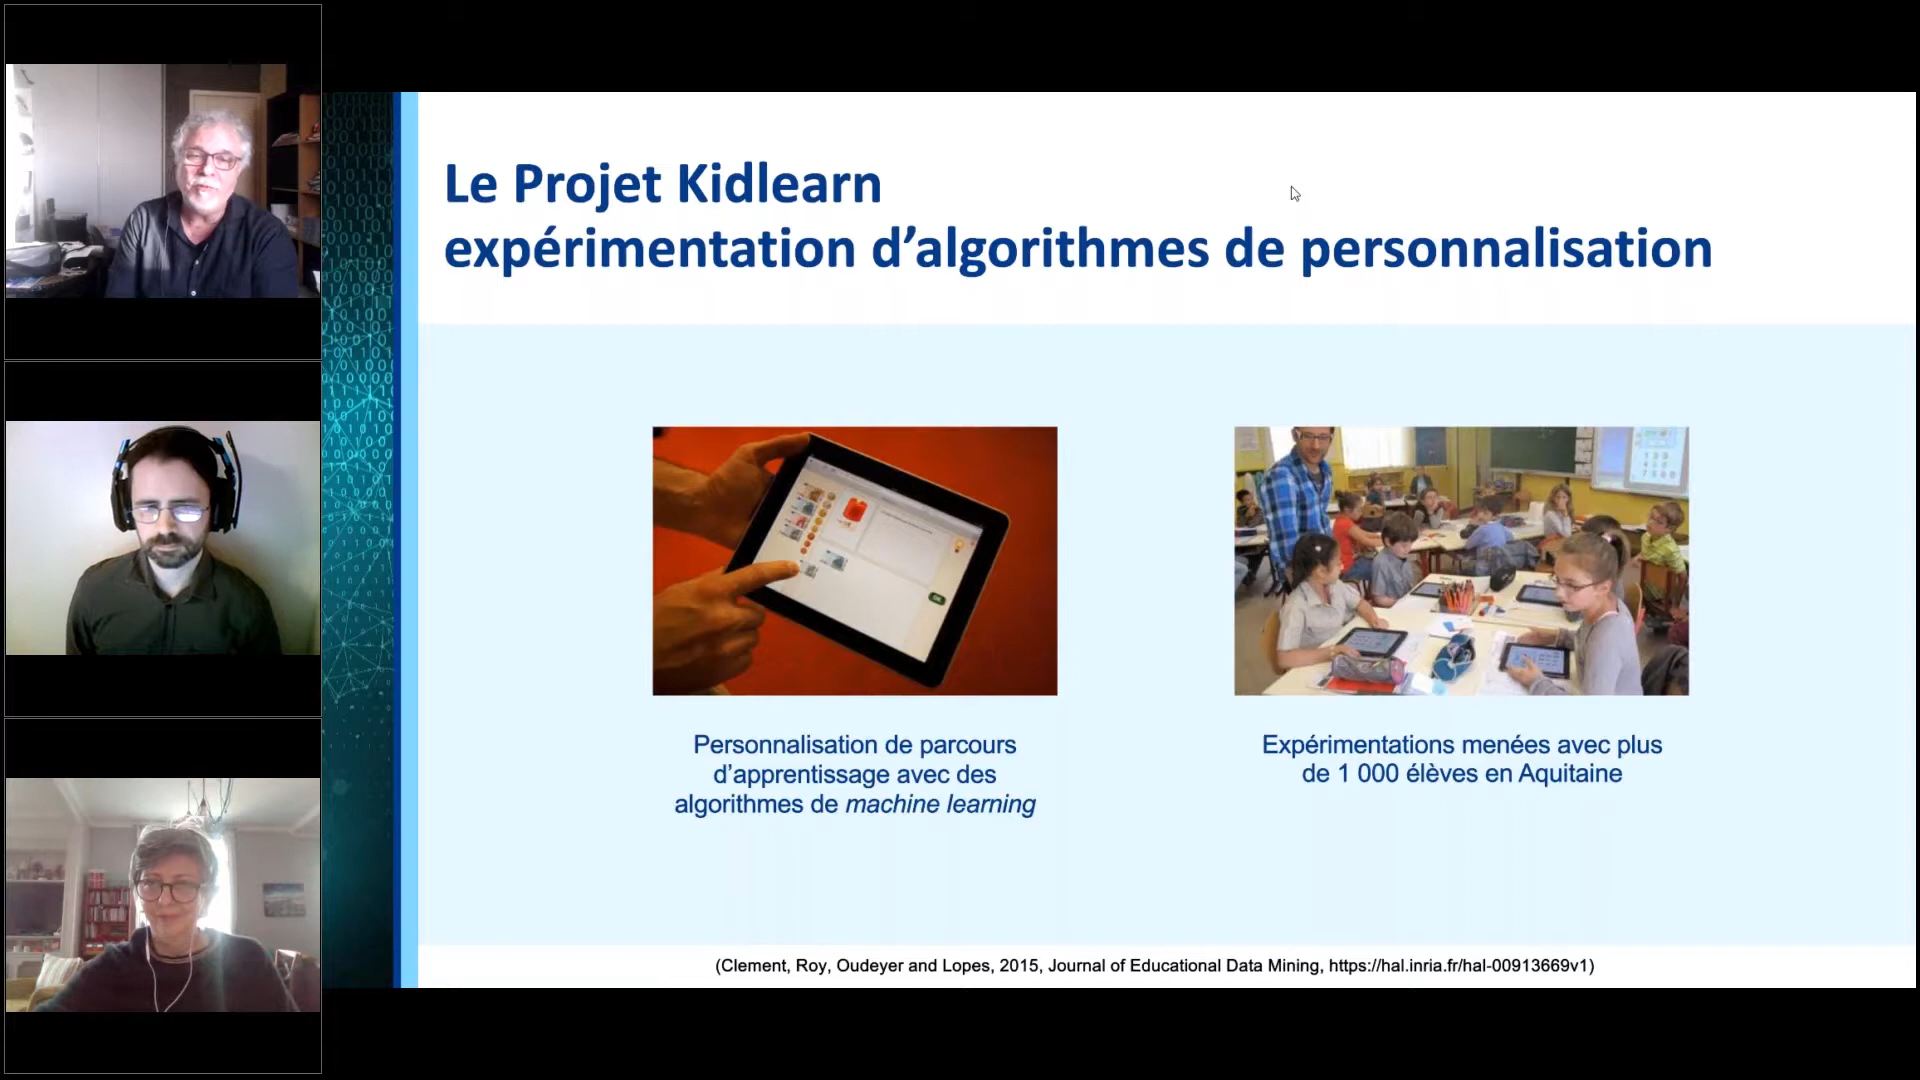 Le Projet Kidlearn
expérimentation d’algorithmes de personnalisation
Personnalisation de parcours
d’apprentissage avec des
algorithmes de machine learning
Expérimentations menées avec plus
de 1 000 élèves en Aquitaine
(Clement, Roy, Oudeyer and Lopes, 2015, Journal of Educational Data Mining, https://hal.inria.fr/hal-00913669v1)